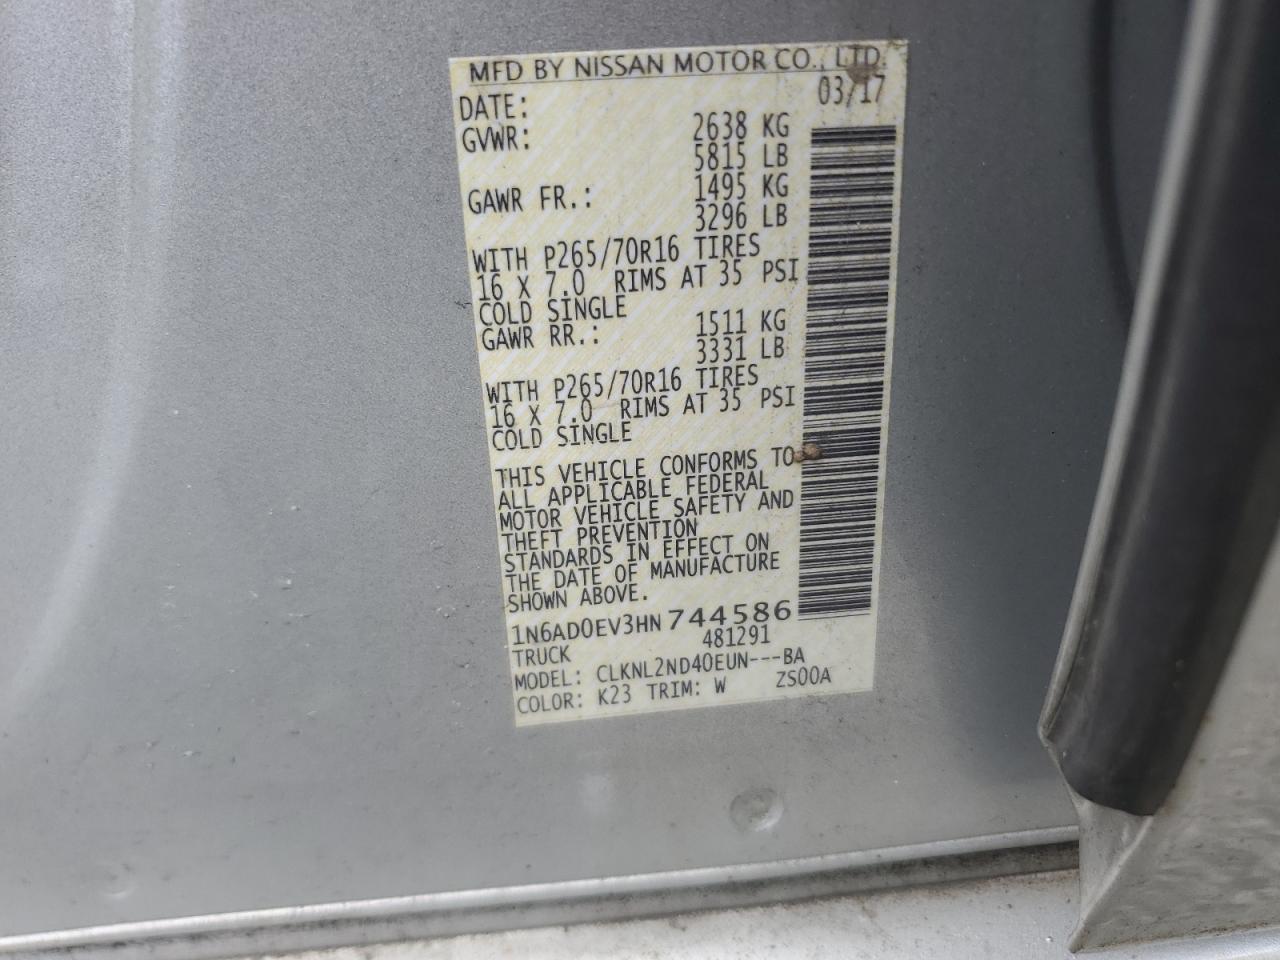 MFD BY NISSAN MOTOR CO., LTD.
DATE: 03/17
GVWR: 2638 KG
5815 LB
GAWR FR.: 1495 KG
3296 LB
WITH P265/70R16 TIRES
16 X 7.0 RIMS AT 35 PSI
COLD SINGLE
GAWR RR.: 1511 KG
3331 LB
WITH P265/70R16 TIRES
16 X 7.0 RIMS AT 35 PSI
COLD SINGLE
THIS VEHICLE CONFORMS TO
ALL APPLICABLE FEDERAL
MOTOR VEHICLE SAFETY AND
THEFT PREVENTION
STANDARDS IN EFFECT ON
THE DATE OF MANUFACTURE
SHOWN ABOVE.
1N6AD0EV3HN744586
TRUCK 481291
MODEL: CLKNL2ND40EUN---BA
COLOR: K23 TRIM: W ZS00A